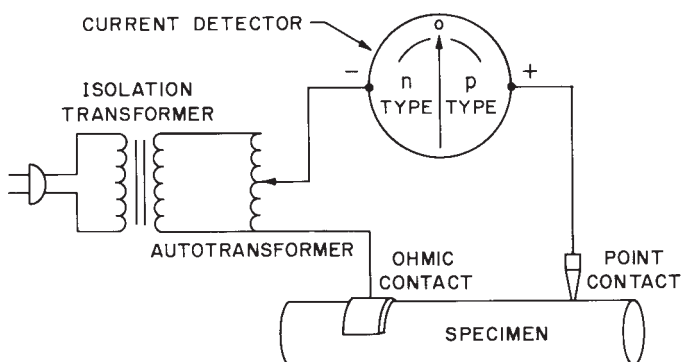 CURRENT DETECTOR
o
− +
n p
TYPE TYPE
ISOLATION
TRANSFORMER
AUTOTRANSFORMER
OHMIC
CONTACT
POINT
CONTACT
SPECIMEN